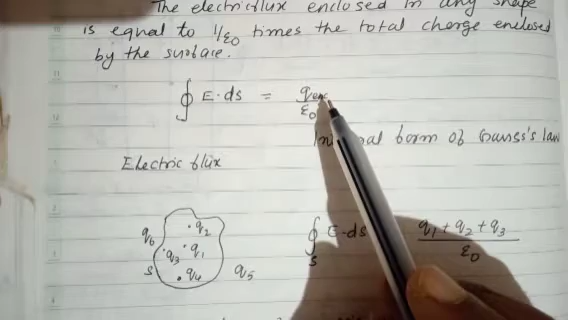 The electric flux enclosed in any shape
is equal to 1/ε0 times the total charge enclosed
by the surface.
∮ E·ds = qenc/ε0
Integral form of Gauss's law
Electric flux
q6 S ·q2 ·q3 ·q1 ·q4 q5
∮S E·ds q1+q2+q3/ε0